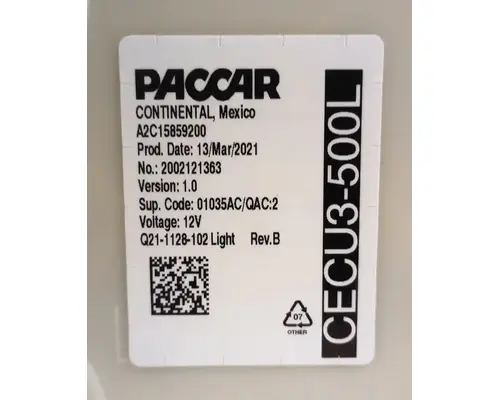 PACCAR
CONTINENTAL, Mexico
A2C15859200
Prod. Date: 13/Mar/2021
No.: 2002121363
Version: 1.0
Sup. Code: 01035AC/QAC:2
Voltage: 12V
Q21-1128-102 Light Rev.B
07
OTHER
CECU3-500L